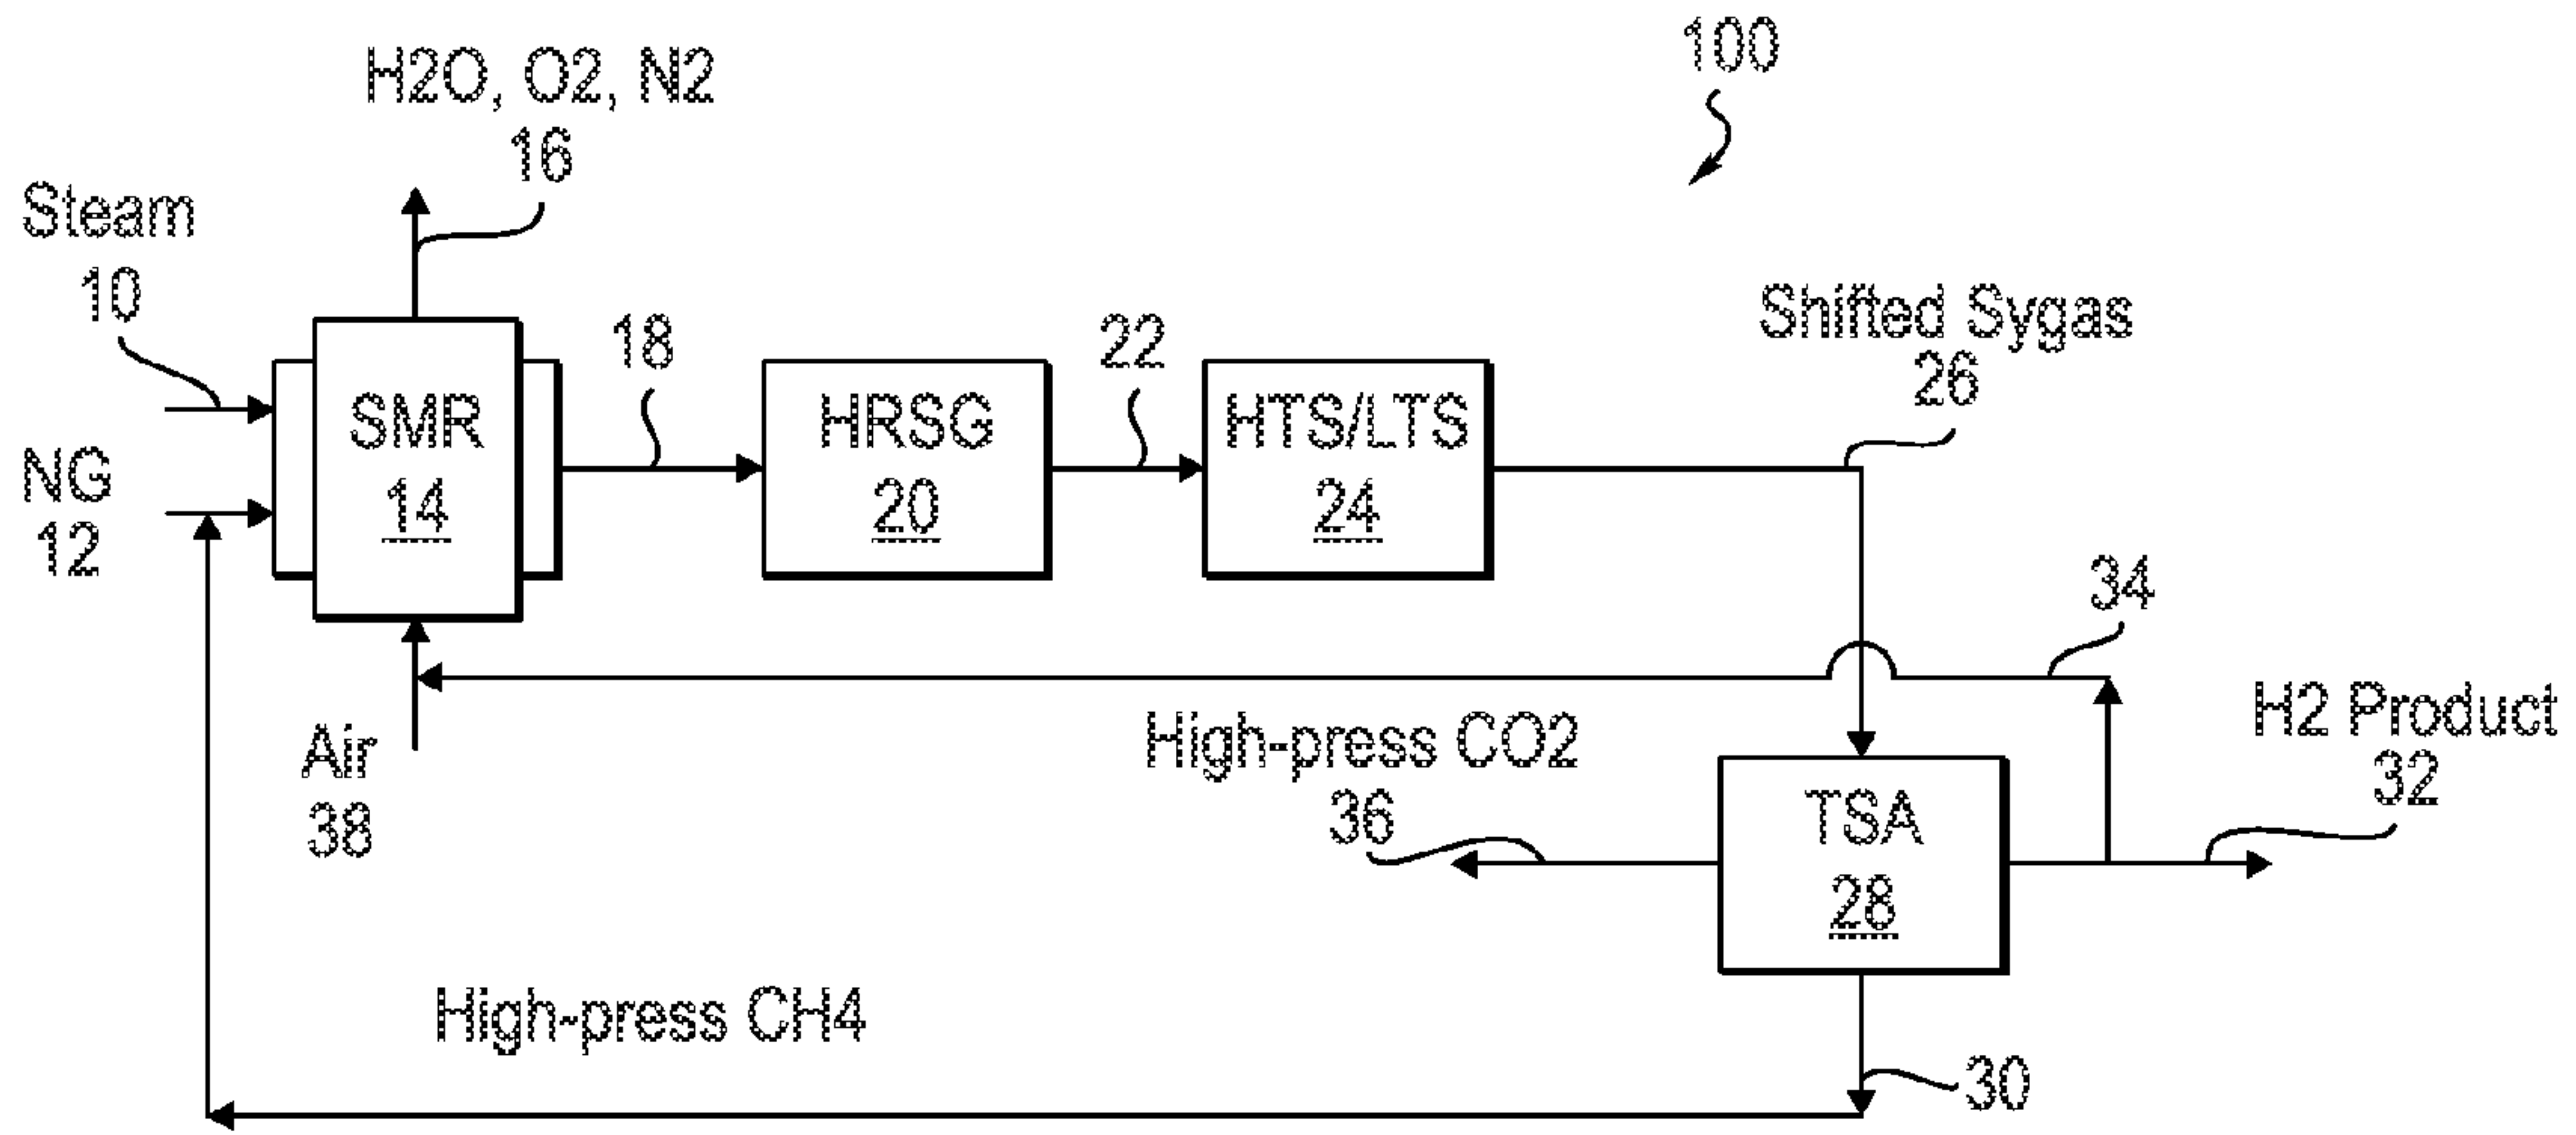 100
H2O, O2, N2
16
Steam
10
NG
12
SMR
14
18
HRSG
20
22
HTS/LTS
24
Shifted Sygas
26
34
H2 Product
32
Air
38
High-press CO2
36
TSA
28
High-press CH4
30